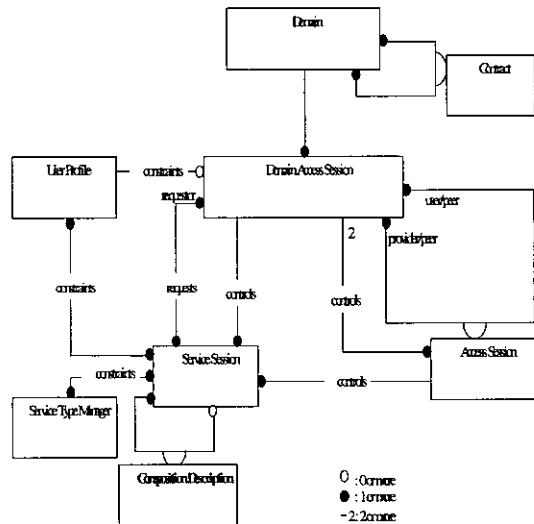 Domain
Contract
User Profile
constraints
Domain Access Session
requestor
user/peer
2
provider/peer
constraints
requests
controls
controls
Service Session
Access Session
constraints
controls
Service Type Manager
Composition/Description
: 0 or more
: 1 or more
-2: 2 or more